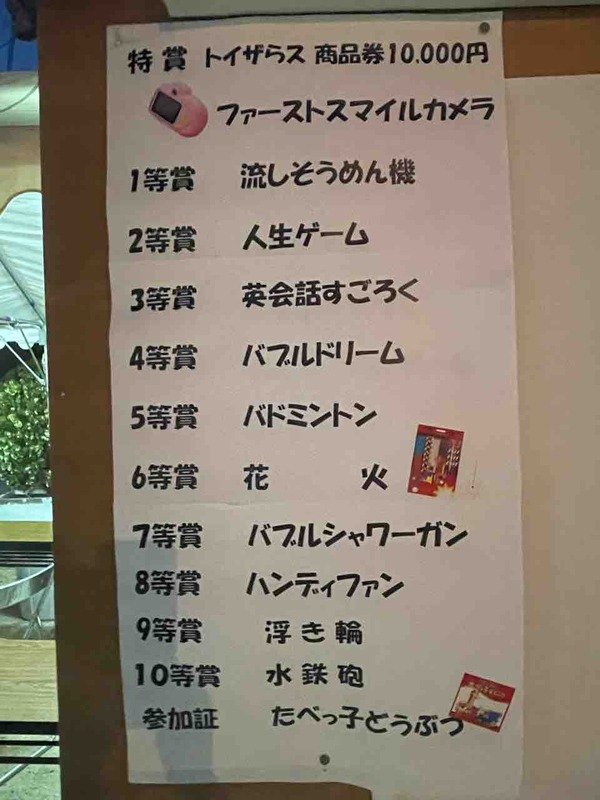 特賞 トイザらス 商品券10.000円
ファーストスマイルカメラ
1等賞 流しそうめん機
2等賞 人生ゲーム
3等賞 英会話すごろく
4等賞 バブルドリーム
5等賞 バドミントン
6等賞 花 火
7等賞 バブルシャワーガン
8等賞 ハンディファン
9等賞 浮き輪
10等賞 水鉄砲
参加証 たべっ子どうぶつ